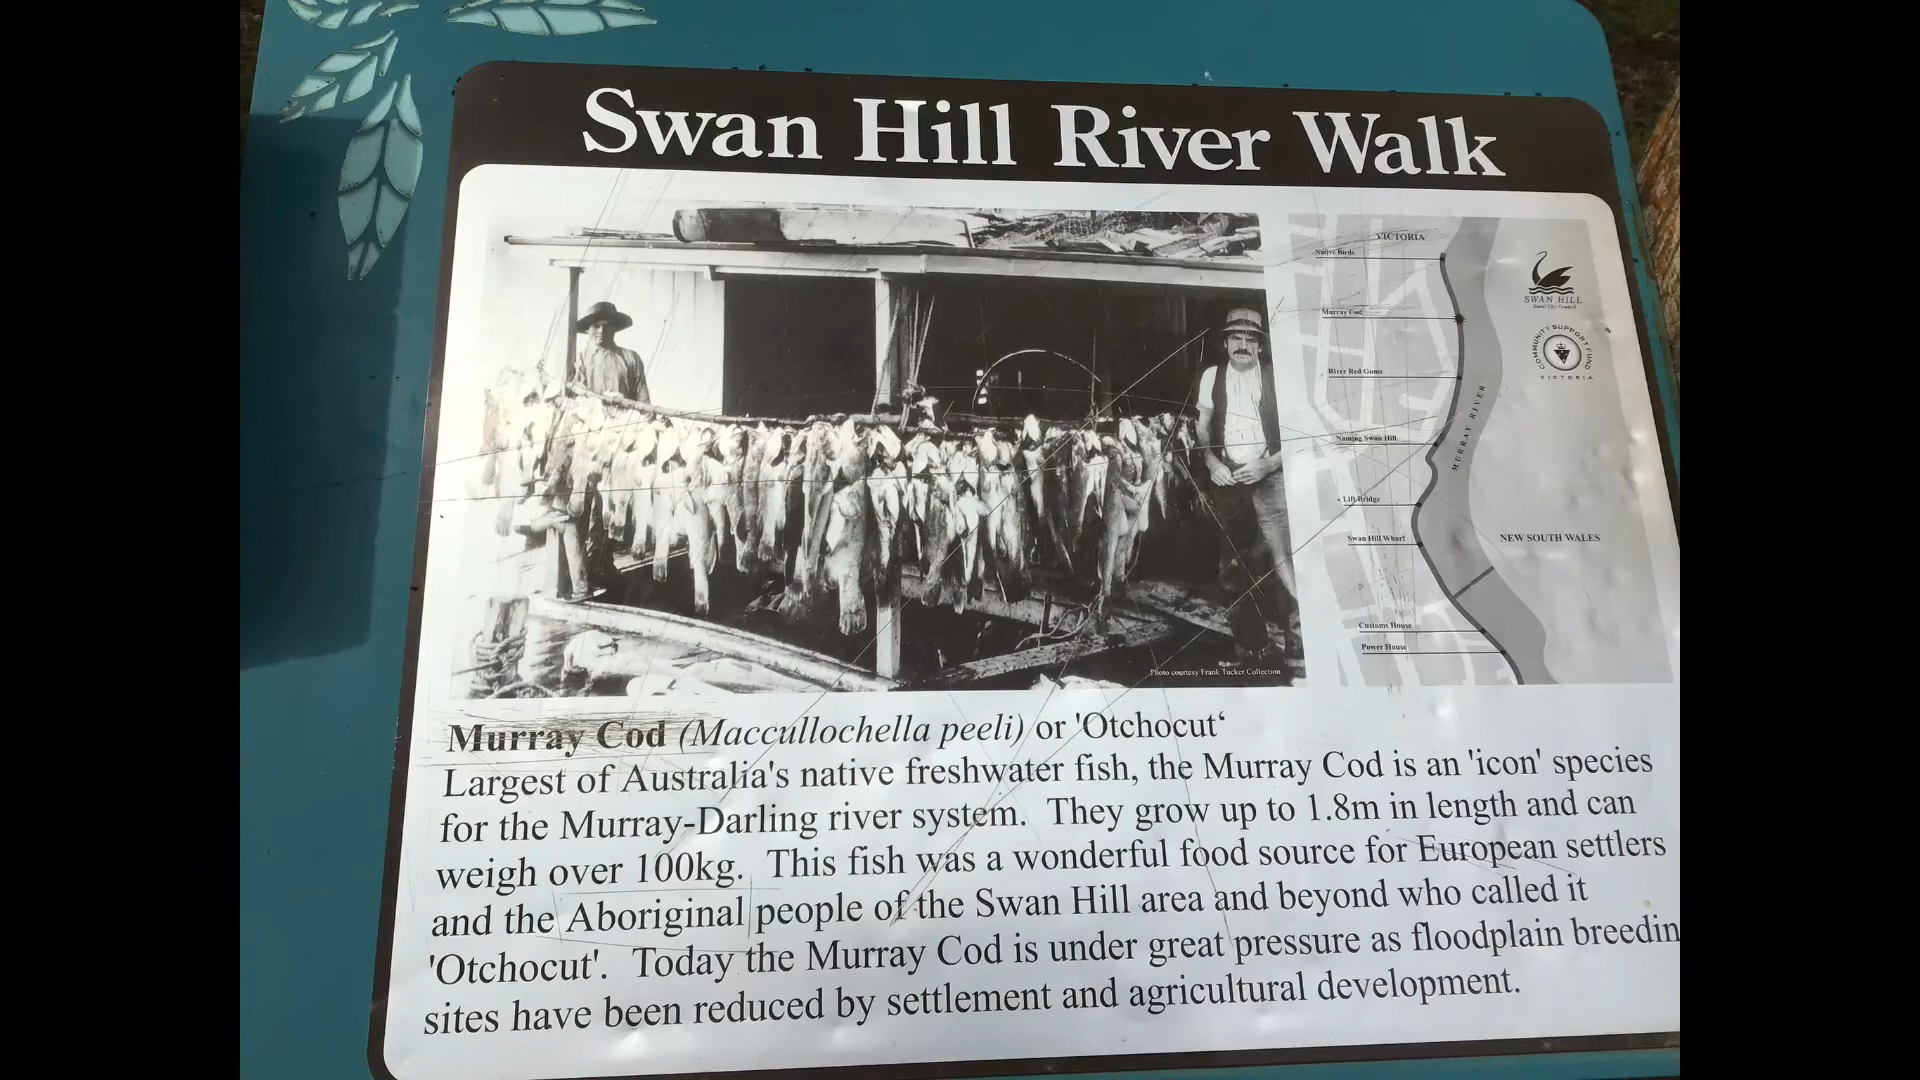 Swan Hill River Walk
VICTORIA
Native Birds
Murray Cod
River Red Gums
Naming Swan Hill
Lift Bridge
Swan Hill Wharf
Customs House
Power House
MURRAY RIVER
NEW SOUTH WALES
SWAN HILL
Rural City Council
COMMUNITY SUPPORT FUND
VICTORIA
Photo courtesy Frank Tucker Collection
Murray Cod (Maccullochella peeli) or 'Otchocut‘
Largest of Australia's native freshwater fish, the Murray Cod is an 'icon' species
for the Murray-Darling river system. They grow up to 1.8m in length and can
weigh over 100kg. This fish was a wonderful food source for European settlers
and the Aboriginal people of the Swan Hill area and beyond who called it
'Otchocut'. Today the Murray Cod is under great pressure as floodplain breedin
sites have been reduced by settlement and agricultural development.